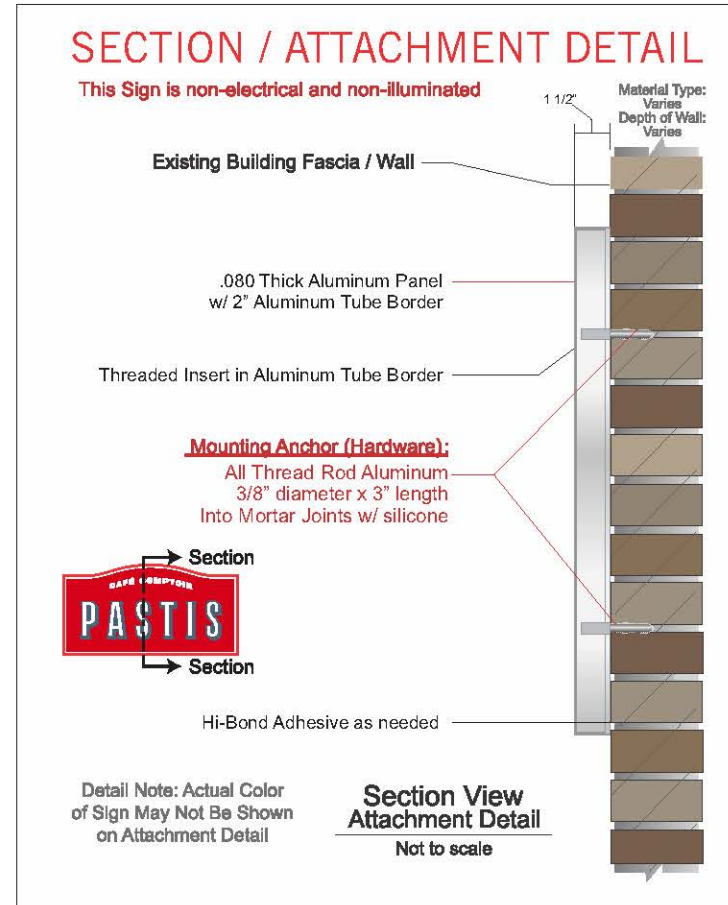 SECTION / ATTACHMENT DETAIL
This Sign is non-electrical and non-illuminated
1 1/2"
Material Type:
Varies
Depth of Wall:
Varies
Existing Building Fascia / Wall
.080 Thick Aluminum Panel
w/ 2" Aluminum Tube Border
Threaded Insert in Aluminum Tube Border
Mounting Anchor (Hardware):
All Thread Rod Aluminum
3/8" diameter x 3" length
Into Mortar Joints w/ silicone
Section
CAFÉ COMPTOIR
PASTIS
Section
Hi-Bond Adhesive as needed
Detail Note: Actual Color
of Sign May Not Be Shown
on Attachment Detail
Section View
Attachment Detail
Not to scale